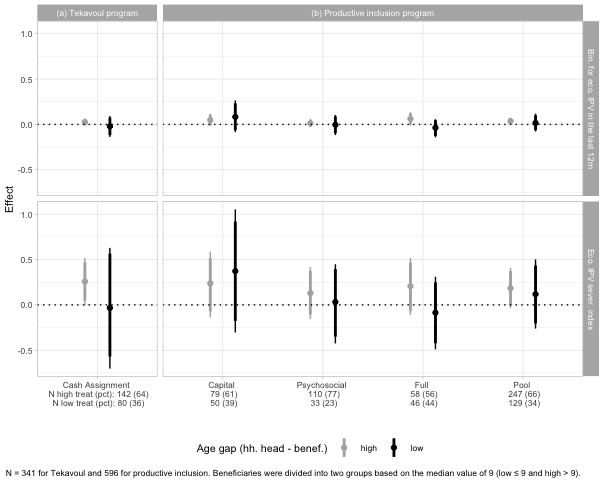 (a) Tekavoul program
(b) Productive inclusion program
1.0
0.5
0.0
-0.5
Bin. for eco. IPV in the last 12m
Effect
1.0
0.5
0.0
-0.5
Eco. IPV sever. index
Cash Assignment
N high treat (pct): 142 (64)
N low treat (pct): 80 (36)
Capital
79 (61)
50 (39)
Psychosocial
110 (77)
33 (23)
Full
58 (56)
46 (44)
Pool
247 (66)
129 (34)
Age gap (hh. head - benef.) high low
N = 341 for Tekavoul and 596 for productive inclusion. Beneficiaries were divided into two groups based on the median value of 9 (low ≤ 9 and high > 9).